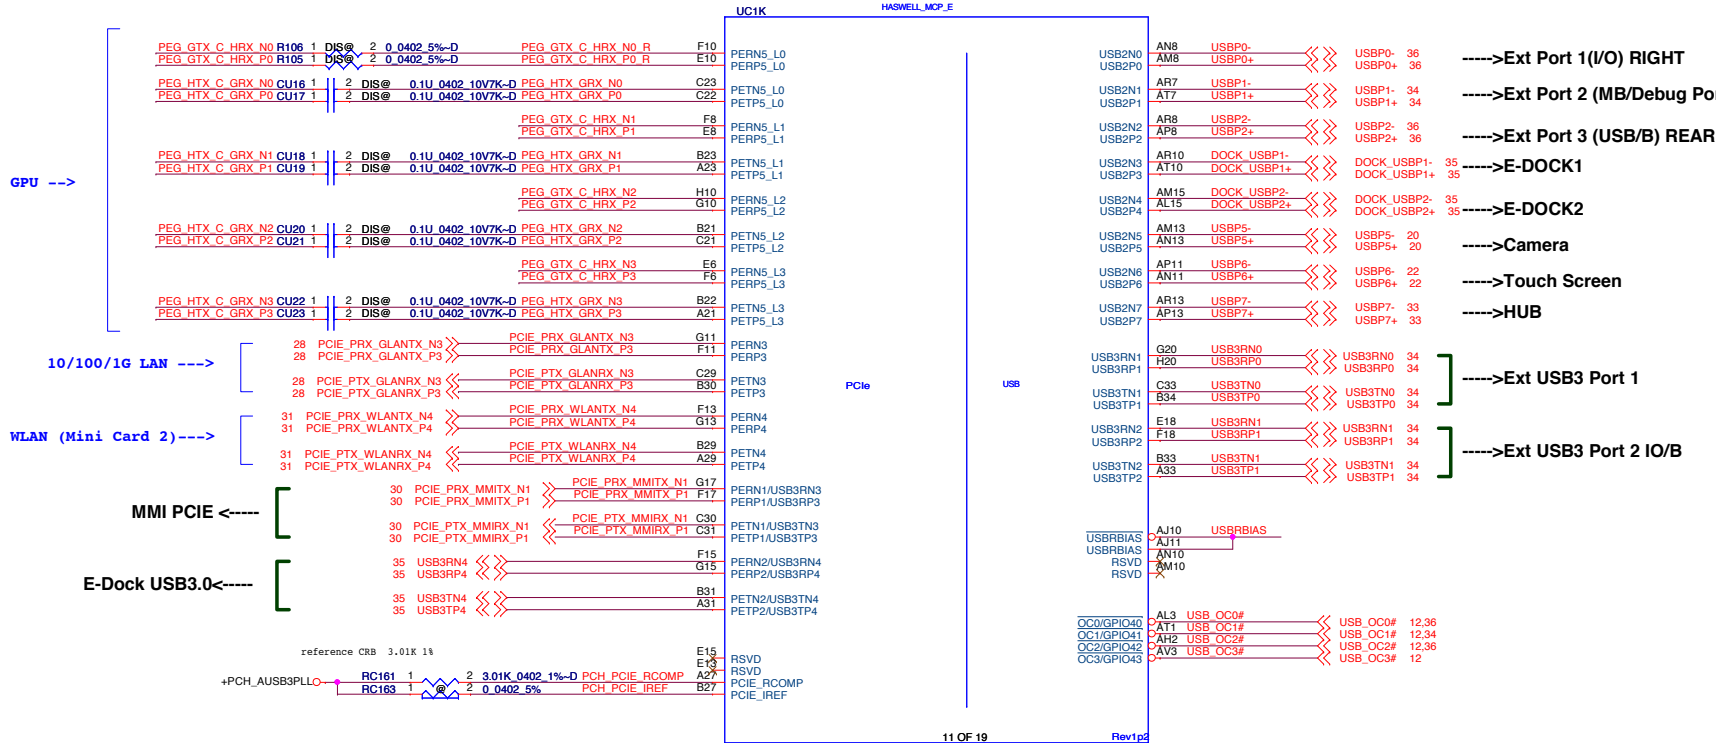 UC1K HASWELL_MCP_E
PEG_GTX_C_HRX_N0 R106 1 DIS@ 2 0_0402_5%~D PEG_GTX_C_HRX_N0_R F10 PERN5_L0
PEG_GTX_C_HRX_P0 R105 1 DIS@ 2 0_0402_5%~D PEG_GTX_C_HRX_P0_R E10 PERP5_L0
PEG_HTX_C_GRX_N0 CU16 1 2 DIS@ 0.1U_0402_10V7K~D PEG_HTX_GRX_N0 C23 PETN5_L0
PEG_HTX_C_GRX_P0 CU17 1 2 DIS@ 0.1U_0402_10V7K~D PEG_HTX_GRX_P0 C22 PETP5_L0
PEG_GTX_C_HRX_N1 F8 PERN5_L1
PEG_GTX_C_HRX_P1 E8 PERP5_L1
PEG_HTX_C_GRX_N1 CU18 1 2 DIS@ 0.1U_0402_10V7K~D PEG_HTX_GRX_N1 B23 PETN5_L1
PEG_HTX_C_GRX_P1 CU19 1 2 DIS@ 0.1U_0402_10V7K~D PEG_HTX_GRX_P1 A23 PETP5_L1
GPU -->
PEG_GTX_C_HRX_N2 H10 PERN5_L2
PEG_GTX_C_HRX_P2 G10 PERP5_L2
PEG_HTX_C_GRX_N2 CU20 1 2 DIS@ 0.1U_0402_10V7K~D PEG_HTX_GRX_N2 B21 PETN5_L2
PEG_HTX_C_GRX_P2 CU21 1 2 DIS@ 0.1U_0402_10V7K~D PEG_HTX_GRX_P2 C21 PETP5_L2
PEG_GTX_C_HRX_N3 E6 PERN5_L3
PEG_GTX_C_HRX_P3 F6 PERP5_L3
PEG_HTX_C_GRX_N3 CU22 1 2 DIS@ 0.1U_0402_10V7K~D PEG_HTX_GRX_N3 B22 PETN5_L3
PEG_HTX_C_GRX_P3 CU23 1 2 DIS@ 0.1U_0402_10V7K~D PEG_HTX_GRX_P3 A21 PETP5_L3
28 PCIE_PRX_GLANTX_N3 PCIE_PRX_GLANTX_N3 G11 PERN3
28 PCIE_PRX_GLANTX_P3 PCIE_PRX_GLANTX_P3 F11 PERP3
10/100/1G LAN --->
28 PCIE_PTX_GLANRX_N3 PCIE_PTX_GLANRX_N3 C29 PETN3
28 PCIE_PTX_GLANRX_P3 PCIE_PTX_GLANRX_P3 B30 PETP3
31 PCIE_PRX_WLANTX_N4 PCIE_PRX_WLANTX_N4 F13 PERN4
31 PCIE_PRX_WLANTX_P4 PCIE_PRX_WLANTX_P4 G13 PERP4
WLAN (Mini Card 2)--->
31 PCIE_PTX_WLANRX_N4 PCIE_PTX_WLANRX_N4 B29 PETN4
31 PCIE_PTX_WLANRX_P4 PCIE_PTX_WLANRX_P4 A29 PETP4
30 PCIE_PRX_MMITX_N1 PCIE_PRX_MMITX_N1 G17 PERN1/USB3RN3
30 PCIE_PRX_MMITX_P1 PCIE_PRX_MMITX_P1 F17 PERP1/USB3RP3
MMI PCIE <-----
30 PCIE_PTX_MMIRX_N1 PCIE_PTX_MMIRX_N1 C30 PETN1/USB3TN3
30 PCIE_PTX_MMIRX_P1 PCIE_PTX_MMIRX_P1 C31 PETP1/USB3TP3
35 USB3RN4 F15 PERN2/USB3RN4
35 USB3RP4 G15 PERP2/USB3RP4
E-Dock USB3.0<-----
35 USB3TN4 B31 PETN2/USB3TN4
35 USB3TP4 A31 PETP2/USB3TP4
reference CRB 3.01K 1%
E15 RSVD
E13 RSVD
+PCH_AUSB3PLL RC161 1 2 3.01K_0402_1%~D PCH_PCIE_RCOMP A27 PCIE_RCOMP
RC163 1 @ 2 0_0402_5% PCH_PCIE_IREF B27 PCIE_IREF
PCIe
USB
USB2N0 AN8 USBP0- USBP0- 36
USB2P0 AM8 USBP0+ USBP0+ 36
----->Ext Port 1(I/O) RIGHT
USB2N1 AR7 USBP1- USBP1- 34
USB2P1 AT7 USBP1+ USBP1+ 34
----->Ext Port 2 (MB/Debug Por
USB2N2 AR8 USBP2- USBP2- 36
USB2P2 AP8 USBP2+ USBP2+ 36
----->Ext Port 3 (USB/B) REAR
USB2N3 AR10 DOCK_USBP1- DOCK_USBP1- 35
USB2P3 AT10 DOCK_USBP1+ DOCK_USBP1+ 35
----->E-DOCK1
USB2N4 AM15 DOCK_USBP2- DOCK_USBP2- 35
USB2P4 AL15 DOCK_USBP2+ DOCK_USBP2+ 35
----->E-DOCK2
USB2N5 AM13 USBP5- USBP5- 20
USB2P5 AN13 USBP5+ USBP5+ 20
----->Camera
USB2N6 AP11 USBP6- USBP6- 22
USB2P6 AN11 USBP6+ USBP6+ 22
----->Touch Screen
USB2N7 AR13 USBP7- USBP7- 33
USB2P7 AP13 USBP7+ USBP7+ 33
----->HUB
USB3RN1 G20 USB3RN0 USB3RN0 34
USB3RP1 H20 USB3RP0 USB3RP0 34
----->Ext USB3 Port 1
USB3TN1 C33 USB3TN0 USB3TN0 34
USB3TP1 B34 USB3TP0 USB3TP0 34
USB3RN2 E18 USB3RN1 USB3RN1 34
USB3RP2 F18 USB3RP1 USB3RP1 34
----->Ext USB3 Port 2 IO/B
USB3TN2 B33 USB3TN1 USB3TN1 34
USB3TP2 A33 USB3TP1 USB3TP1 34
USBRBIAS AJ10 USBRBIAS
USBRBIAS AJ11
RSVD AN10
RSVD AM10
OC0/GPIO40 AL3 USB_OC0# USB_OC0# 12,36
OC1/GPIO41 AT1 USB_OC1# USB_OC1# 12,34
OC2/GPIO42 AH2 USB_OC2# USB_OC2# 12,36
OC3/GPIO43 AV3 USB_OC3# USB_OC3# 12
11 OF 19 Rev1p2